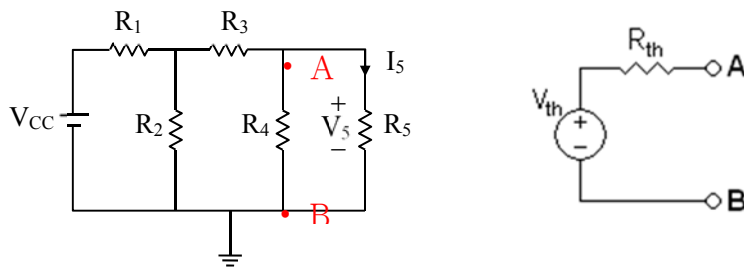 R1 R3
A I5
VCC R2 R4 + V5 − R5
B
Rth A
Vth + −
B